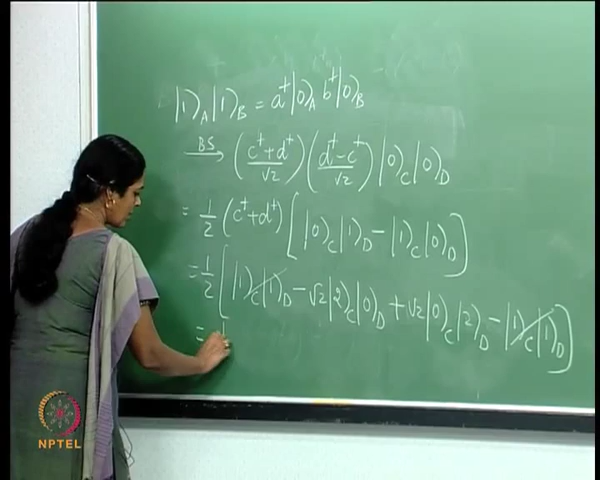 |1⟩_A |1⟩_B = a† |0⟩_A b† |0⟩_B
BS → (c† + d† / √2) (d† − c† / √2) |0⟩_C |0⟩_D
= 1/2 (c† + d†) [ |0⟩_C |1⟩_D − |1⟩_C |0⟩_D ]
= 1/2 [ |1⟩_C |1⟩_D − √2 |2⟩_C |0⟩_D + √2 |0⟩_C |2⟩_D − |1⟩_C |1⟩_D ]
= 1
NPTEL